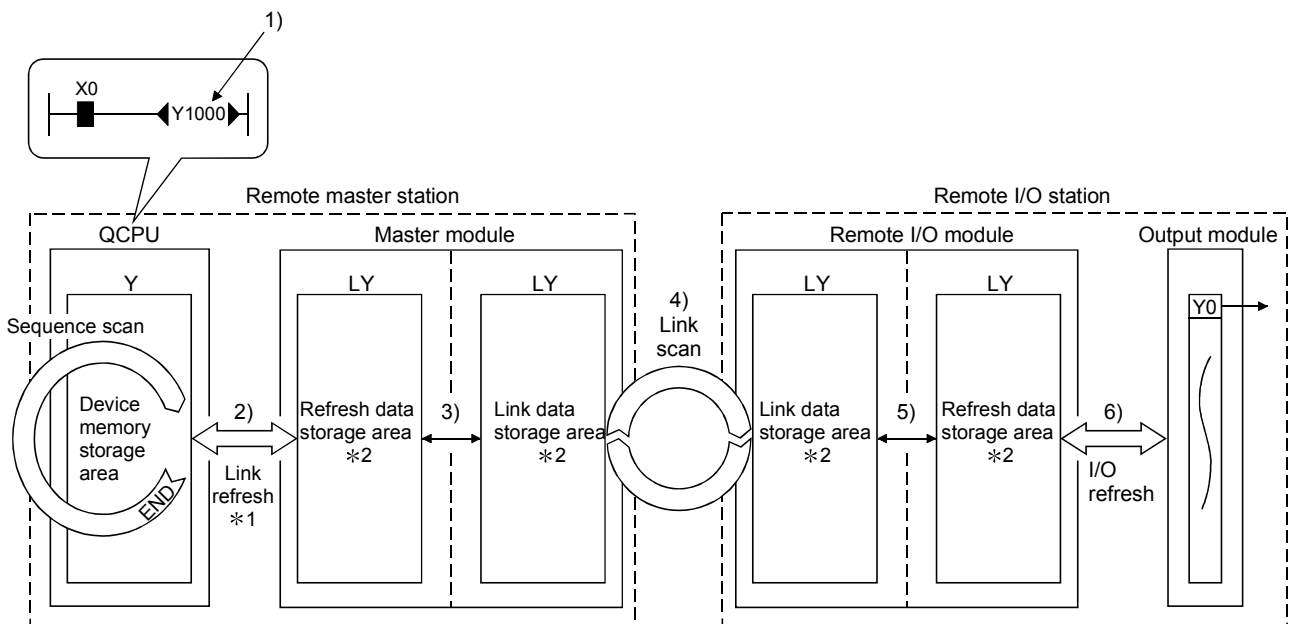 1)
X0
Y1000
Remote master station
Remote I/O station
QCPU
Master module
Remote I/O module
Output module
Y
LY
LY
LY
LY
Y0
Sequence scan
Device
memory
storage
area
END
2)
Link
refresh
*1
Refresh data
storage area
*2
3)
Link data
storage area
*2
4)
Link
scan
Link data
storage area
*2
5)
Refresh data
storage area
*2
6)
I/O
refresh